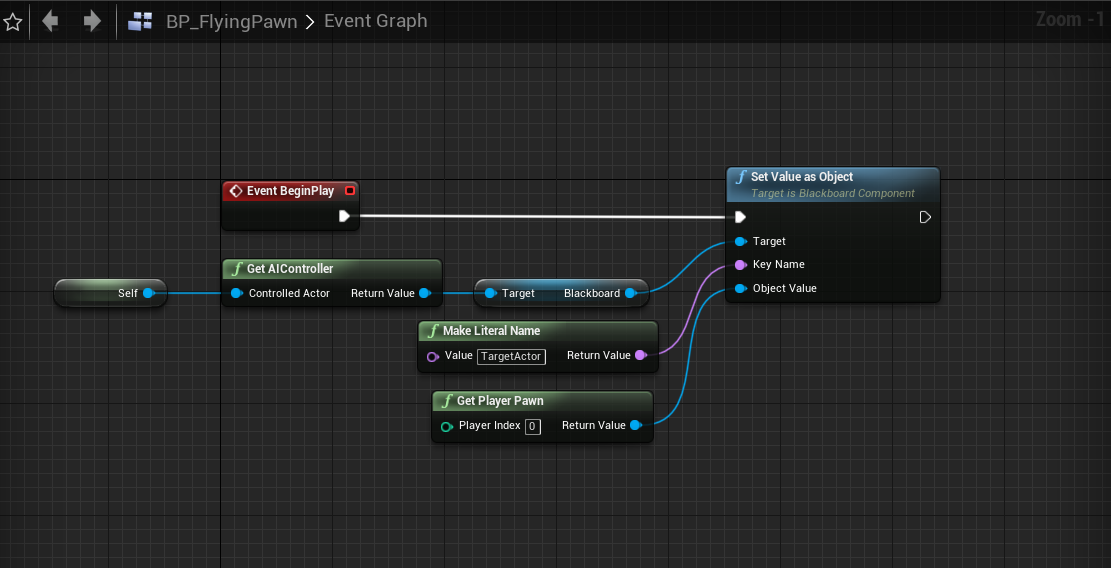 BP_FlyingPawn > Event Graph
Zoom -1
Event BeginPlay
Set Value as Object
Target is Blackboard Component
Target
Key Name
Object Value
Get AIController
Self
Controlled Actor Return Value
Target Blackboard
Make Literal Name
Value TargetActor Return Value
Get Player Pawn
Player Index 0 Return Value